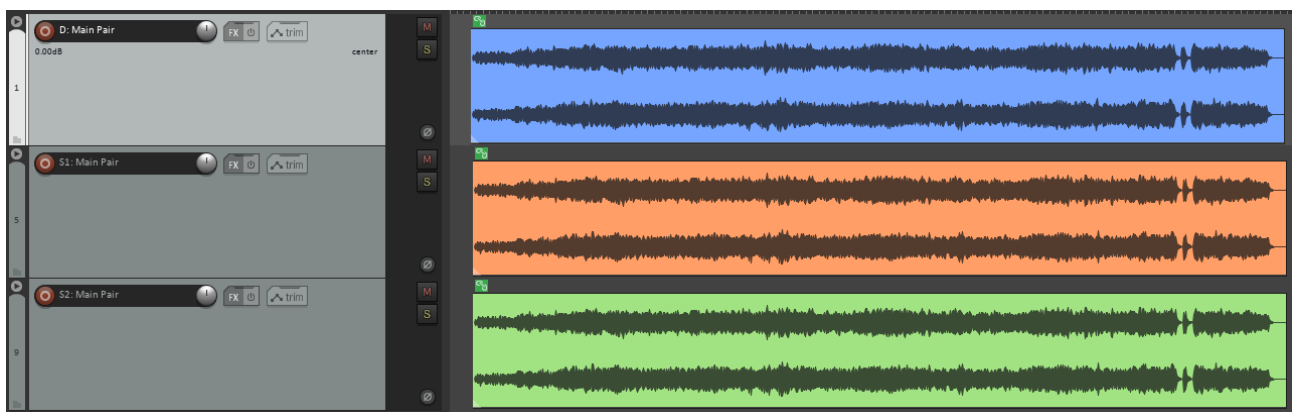 D: Main Pair
FX
trim
M
0.00dB
center
S
1
S1: Main Pair
FX
trim
M
S
5
S2: Main Pair
FX
trim
M
S
9